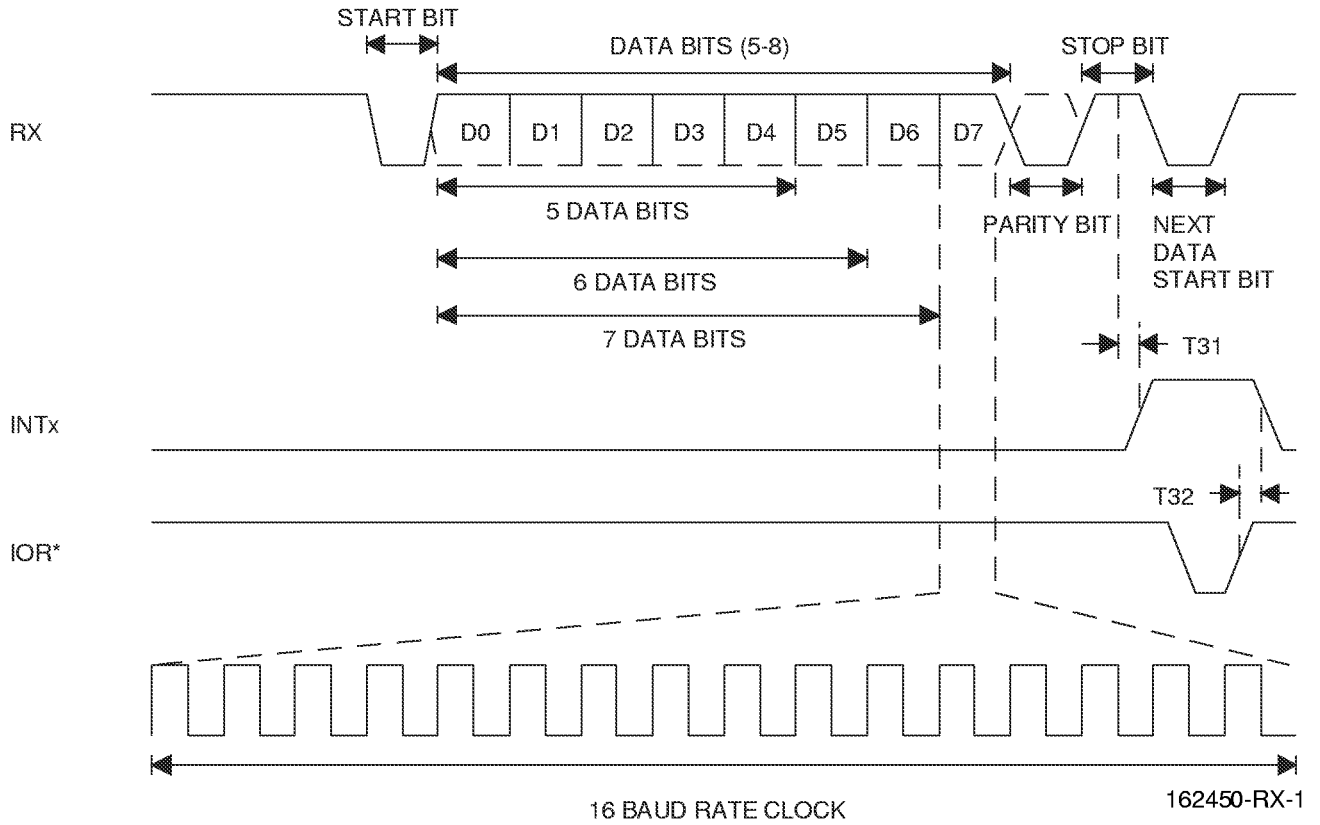 START BIT
DATA BITS (5-8)
STOP BIT
RX
D0 D1 D2 D3 D4 D5 D6 D7
5 DATA BITS
PARITY BIT
NEXT
DATA
START BIT
6 DATA BITS
7 DATA BITS
T31
INTx
T32
IOR*
16 BAUD RATE CLOCK
162450-RX-1